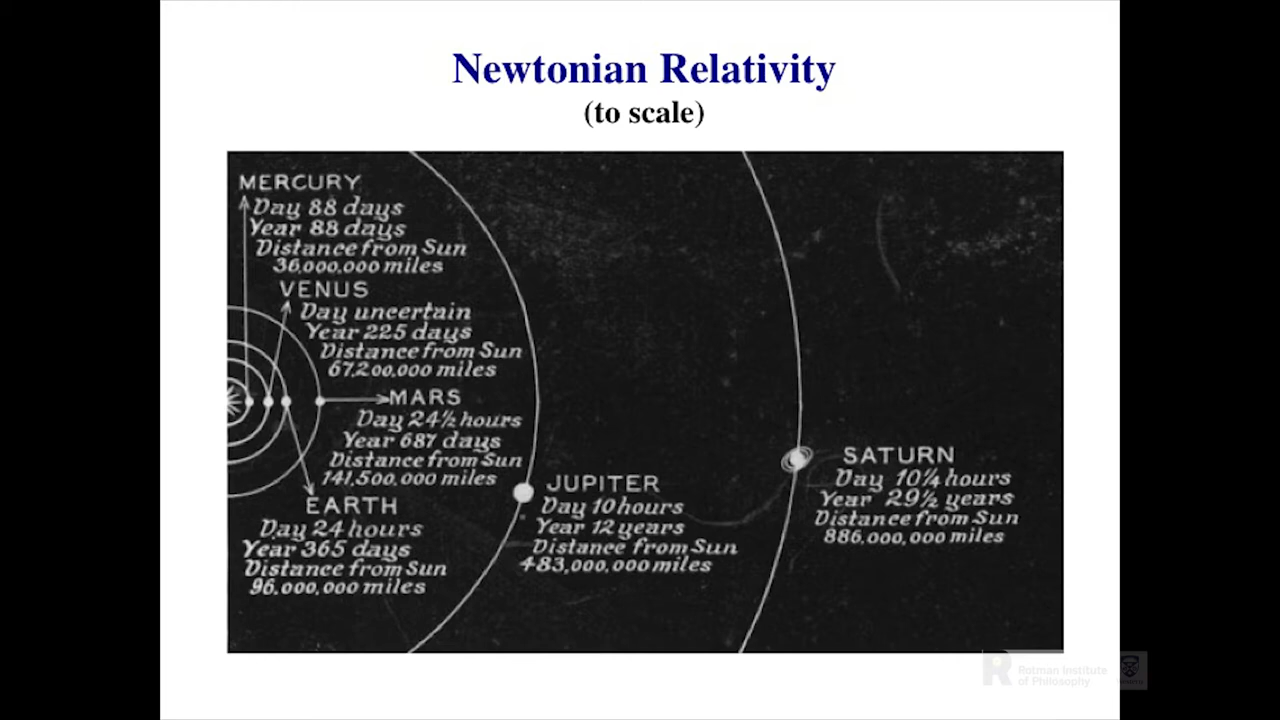 Newtonian Relativity
(to scale)
MERCURY
Day 88 days
Year 88 days
Distance from Sun
36,000,000 miles
VENUS
Day uncertain
Year 225 days
Distance from Sun
67,200,000 miles
MARS
Day 24½ hours
Year 687 days
Distance from Sun
141,500,000 miles
EARTH
Day 24 hours
Year 365 days
Distance from Sun
96,000,000 miles
JUPITER
Day 10 hours
Year 12 years
Distance from Sun
483,000,000 miles
SATURN
Day 10¼ hours
Year 29½ years
Distance from Sun
886,000,000 miles
R
Rotman Institute
of Philosophy